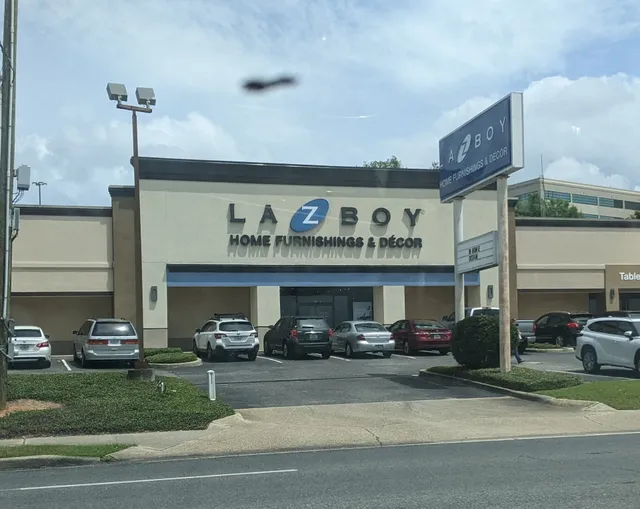 LA Z BOY
HOME FURNISHINGS & DÉCOR
LA Z BOY
HOME FURNISHINGS & DÉCOR
Table